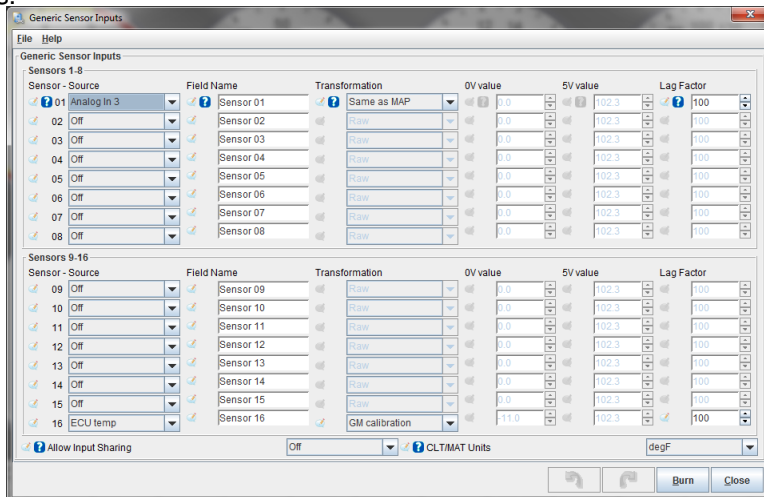 s.
Generic Sensor Inputs
File Help
Generic Sensor Inputs
Sensors 1-8
Sensor - Source Field Name Transformation 0V value 5V value Lag Factor
01 Analog In 3 Sensor 01 Same as MAP 0.0 102.3 100
02 Off Sensor 02 Raw 0.0 102.3 100
03 Off Sensor 03 Raw 0.0 102.3 100
04 Off Sensor 04 Raw 0.0 102.3 100
05 Off Sensor 05 Raw 0.0 102.3 100
06 Off Sensor 06 Raw 0.0 102.3 100
07 Off Sensor 07 Raw 0.0 102.3 100
08 Off Sensor 08 Raw 0.0 102.3 100
Sensors 9-16
Sensor - Source Field Name Transformation 0V value 5V value Lag Factor
09 Off Sensor 09 Raw 0.0 102.3 100
10 Off Sensor 10 Raw 0.0 102.3 100
11 Off Sensor 11 Raw 0.0 102.3 100
12 Off Sensor 12 Raw 0.0 102.3 100
13 Off Sensor 13 Raw 0.0 102.3 100
14 Off Sensor 14 Raw 0.0 102.3 100
15 Off Sensor 15 Raw 0.0 102.3 100
16 ECU temp Sensor 16 GM calibration -11.0 102.3 100
Allow Input Sharing Off CLT/MAT Units degF
Burn Close